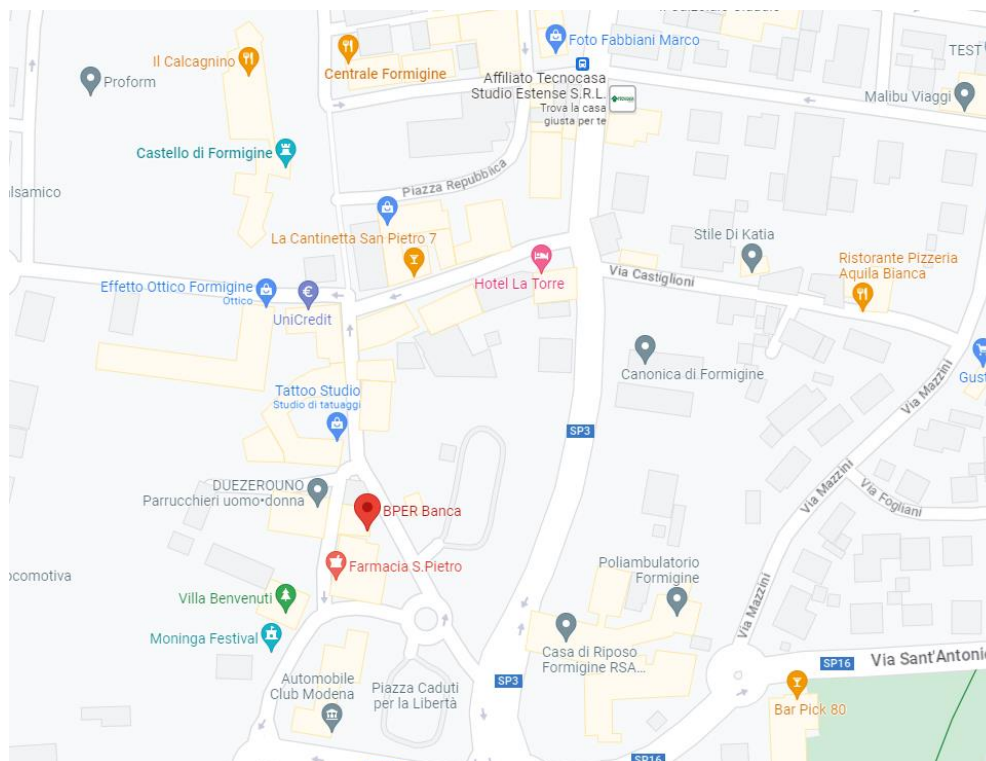 Foto Fabbiani Marco
Il Calcagnino
Centrale Formigine
TEST
Proform
Affiliato Tecnocasa
Studio Estense S.R.L.
Trova la casa
giusta per te
Malibu Viaggi
Castello di Formigine
Piazza Repubblica
alsamico
La Cantinetta San Pietro 7
Stile Di Katia
Ristorante Pizzeria
Aquila Bianca
Via Castiglioni
Hotel La Torre
Effetto Ottico Formigine
Ottico
UniCredit
Canonica di Formigine
Gust
Via Mazzini
Tattoo Studio
Studio di tatuaggi
SP3
DUEZEROUNO
Parrucchieri uomo•donna
Via Mazzini
Via Fogliani
BPER Banca
Farmacia S.Pietro
Poliambulatorio
Formigine
ocomotiva
Villa Benvenuti
Via Mazzini
Moninga Festival
Casa di Riposo
Formigine RSA...
Via Sant'Antonio
SP16
Automobile
Club Modena
Piazza Caduti
per la Libertà
SP3
Bar Pick 80
SP16